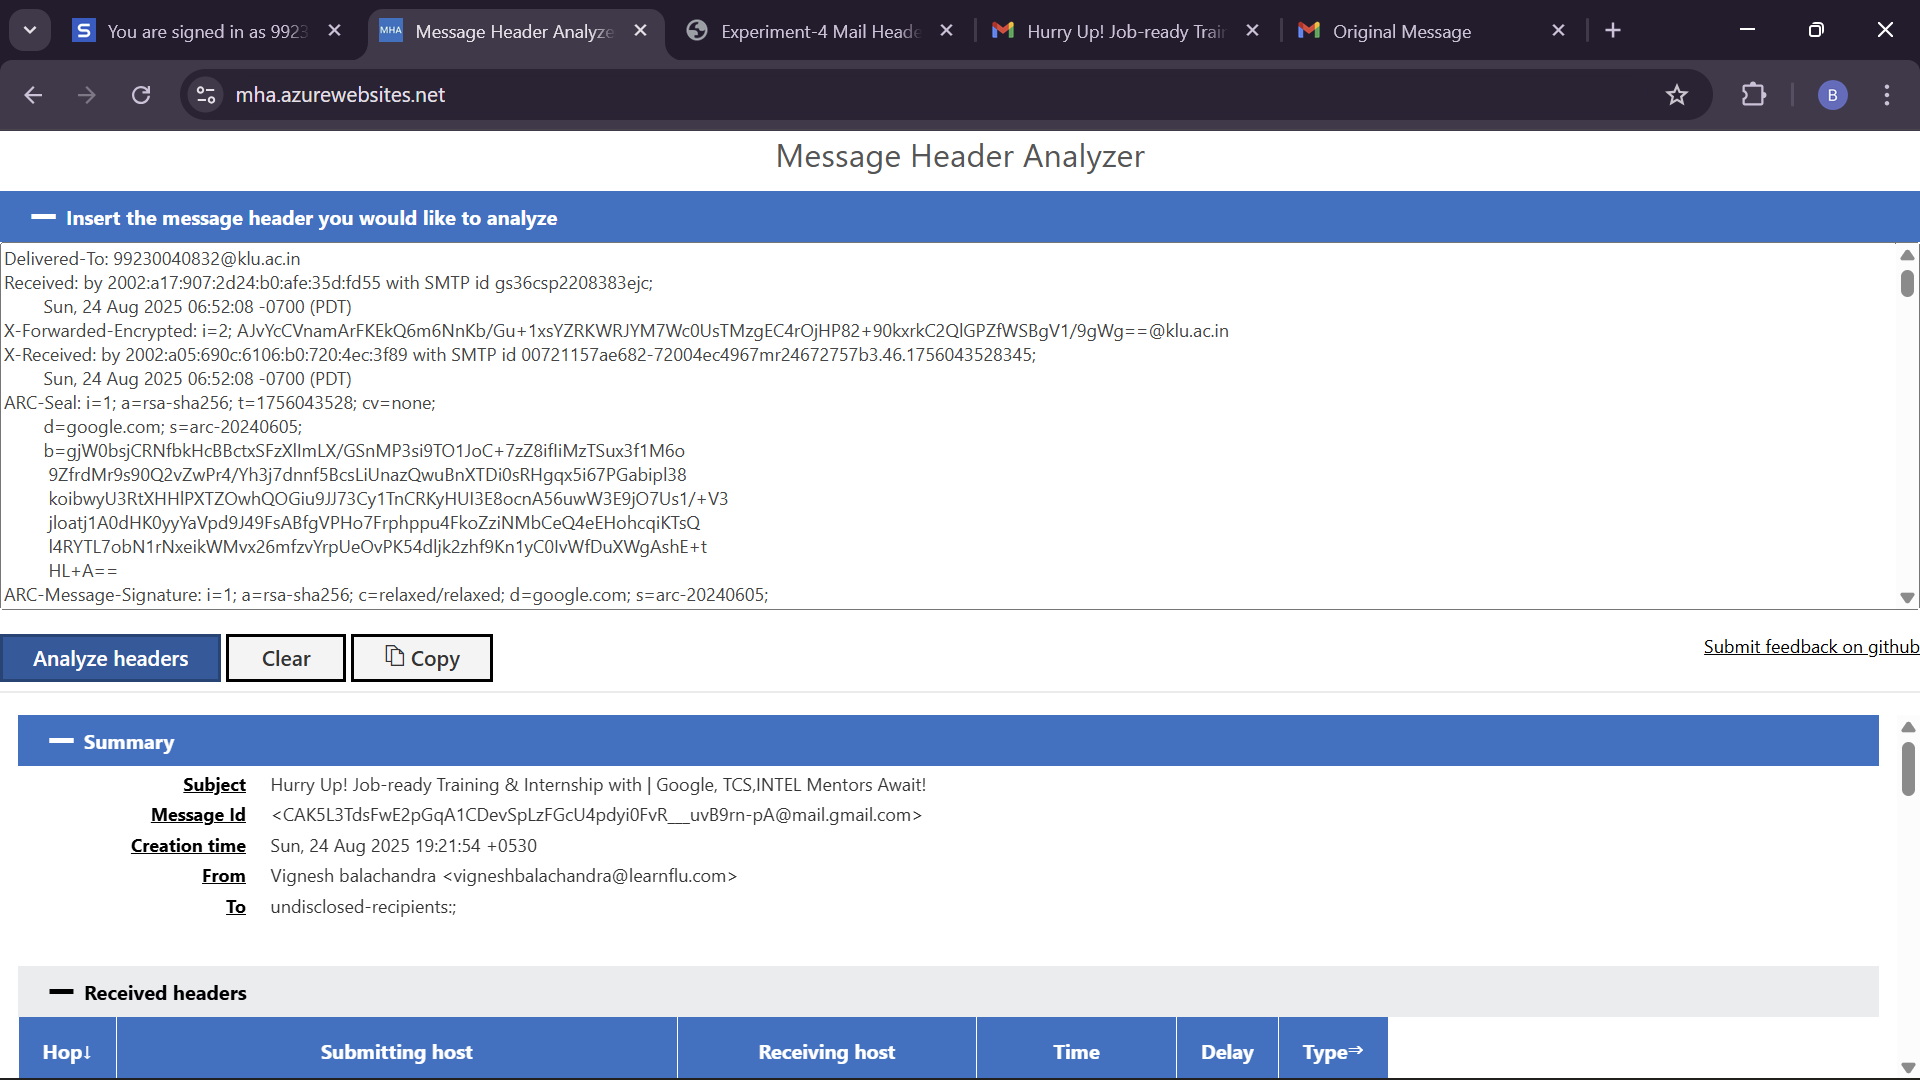 You are signed in as 9923
Message Header Analyze
Experiment-4 Mail Heade
Hurry Up! Job-ready Train
Original Message
mha.azurewebsites.net
B
Message Header Analyzer
Insert the message header you would like to analyze
Delivered-To: 99230040832@klu.ac.in
Received: by 2002:a17:907:2d24:b0:afe:35d:fd55 with SMTP id gs36csp2208383ejc;
Sun, 24 Aug 2025 06:52:08 -0700 (PDT)
X-Forwarded-Encrypted: i=2; AJvYcCVnamArFKEkQ6m6NnKb/Gu+1xsYZRKWRJYM7Wc0UsTMzgEC4rOjHP82+90kxrkC2QlGPZfWSBgV1/9gWg==@klu.ac.in
X-Received: by 2002:a05:690c:6106:b0:720:4ec:3f89 with SMTP id 00721157ae682-72004ec4967mr24672757b3.46.1756043528345;
Sun, 24 Aug 2025 06:52:08 -0700 (PDT)
ARC-Seal: i=1; a=rsa-sha256; t=1756043528; cv=none;
d=google.com; s=arc-20240605;
b=gjW0bsjCRNfbkHcBBctxSFzXlImLX/GSnMP3si9TO1JoC+7zZ8ifIiMzTSux3f1M6o
9ZfrdMr9s90Q2vZwPr4/Yh3j7dnnf5BcsLiUnazQwuBnXTDi0sRHgqx5i67PGabipl38
koibwyU3RtXHHlPXTZOwhQOGiu9JJ73Cy1TnCRKyHUI3E8ocnA56uwW3E9jO7Us1/+V3
jloatj1A0dHK0yyYaVpd9J49FsABfgVPHo7Frphppu4FkoZziNMbCeQ4eEHohcqiKTsQ
l4RYTL7obN1rNxeikWMvx26mfzvYrpUeOvPK54dljk2zhf9Kn1yC0IvWfDuXWgAshE+t
HL+A==
ARC-Message-Signature: i=1; a=rsa-sha256; c=relaxed/relaxed; d=google.com; s=arc-20240605;
Analyze headers
Clear
Copy
Submit feedback on github
Summary
Subject Hurry Up! Job-ready Training & Internship with | Google, TCS,INTEL Mentors Await!
Message Id <CAK5L3TdsFwE2pGqA1CDevSpLzFGcU4pdyi0FvR___uvB9rn-pA@mail.gmail.com>
Creation time Sun, 24 Aug 2025 19:21:54 +0530
From Vignesh balachandra <vigneshbalachandra@learnflu.com>
To undisclosed-recipients:;
Received headers
Hop↓ Submitting host Receiving host Time Delay Type⇒